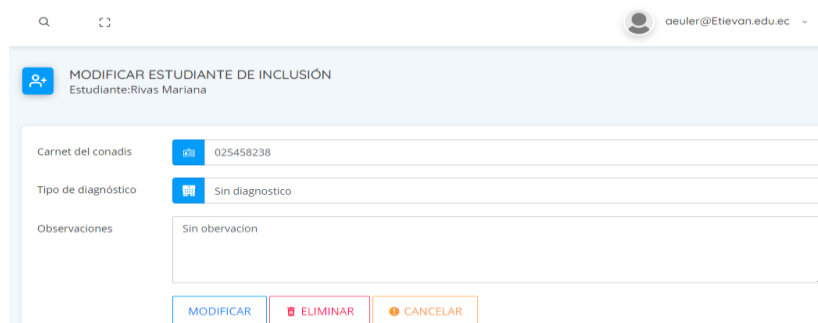 aeuler@Etievan.edu.ec
MODIFICAR ESTUDIANTE DE INCLUSIÓN
Estudiante:Rivas Mariana
Carnet del conadis
025458238
Tipo de diagnóstico
Sin diagnostico
Observaciones
Sin obervacion
MODIFICAR ELIMINAR CANCELAR